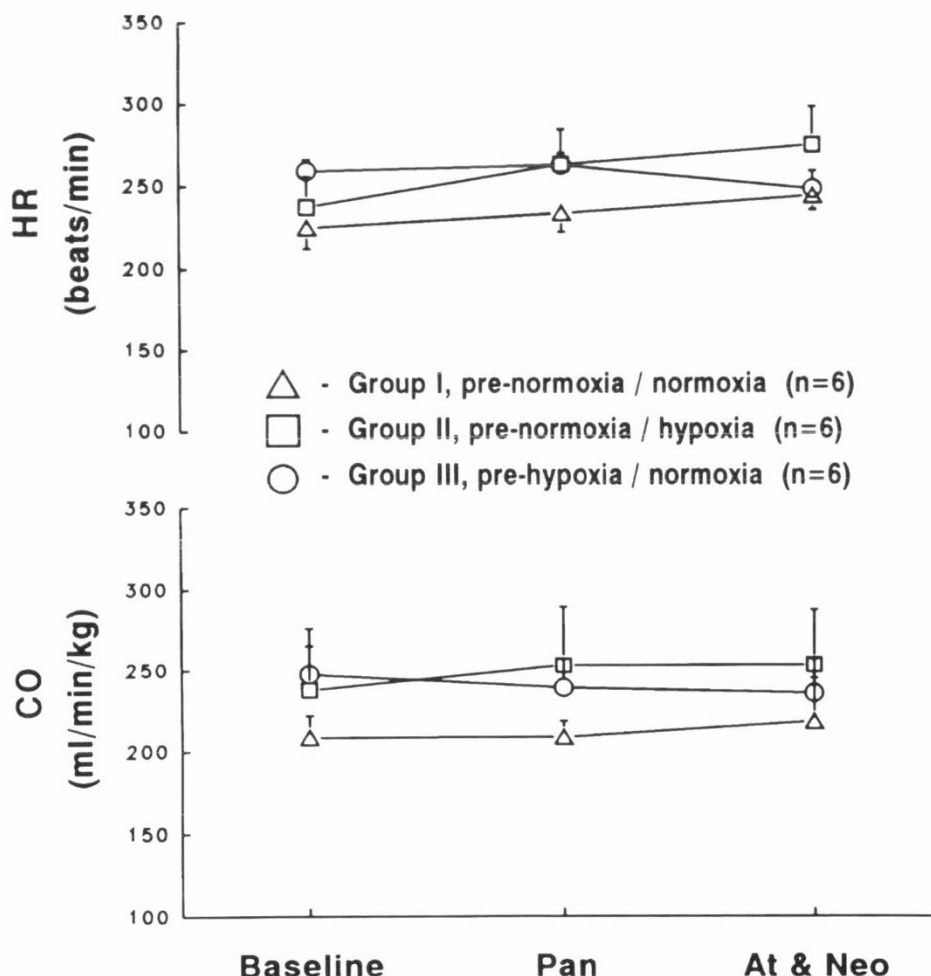 350
300
250
200
150
100
HR
(beats/min)
△ - Group I, pre-normoxia / normoxia (n=6)
□ - Group II, pre-normoxia / hypoxia (n=6)
○ - Group III, pre-hypoxia / normoxia (n=6)
350
300
250
200
150
100
CO
(ml/min/kg)
Baseline Pan At & Neo